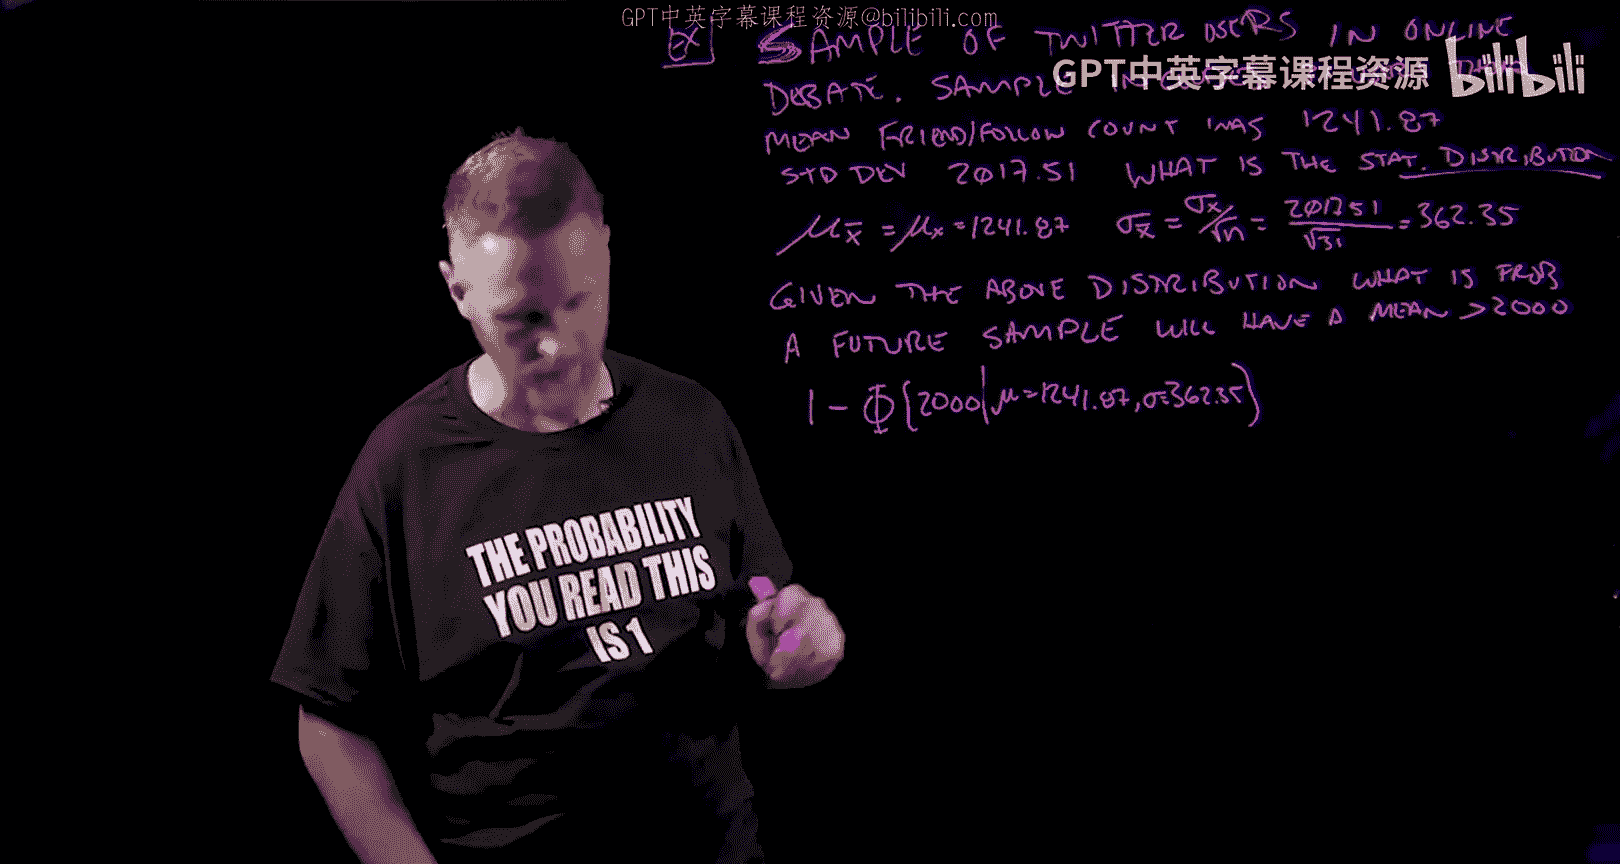 GPT中英字幕课程资源@bilibili.com
EX SAMPLE OF TWITTER USERS IN ONLINE
GPT中英字幕课程资源 bilibili
DEBATE. SAMPLE
MEAN FRIEND/FOLLOW COUNT WAS 1241.87
STD DEV 2017.51 WHAT IS THE STAT. DISTRIBUTION
μx̄ = μx = 1241.87 σx̄ = σx/√n = 2017.51/√31 = 362.35
GIVEN THE ABOVE DISTRIBUTION WHAT IS PROB
A FUTURE SAMPLE WILL HAVE A MEAN >2000
1 - Φ(2000|μ=1241.87, σ=362.35)
THE PROBABILITY
YOU READ THIS
IS 1